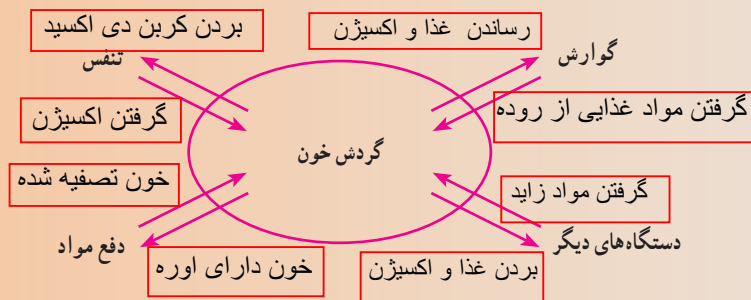 رساندن غذا و اکسیژن
بردن کربن دی اکسید
گوارش
تنفس
گرفتن مواد غذایی از روده
گرفتن اکسیژن
گردش خون
گرفتن مواد زاید
خون تصفیه شده
دستگاه‌های دیگر
دفع مواد
بردن غذا و اکسیژن
خون دارای اوره